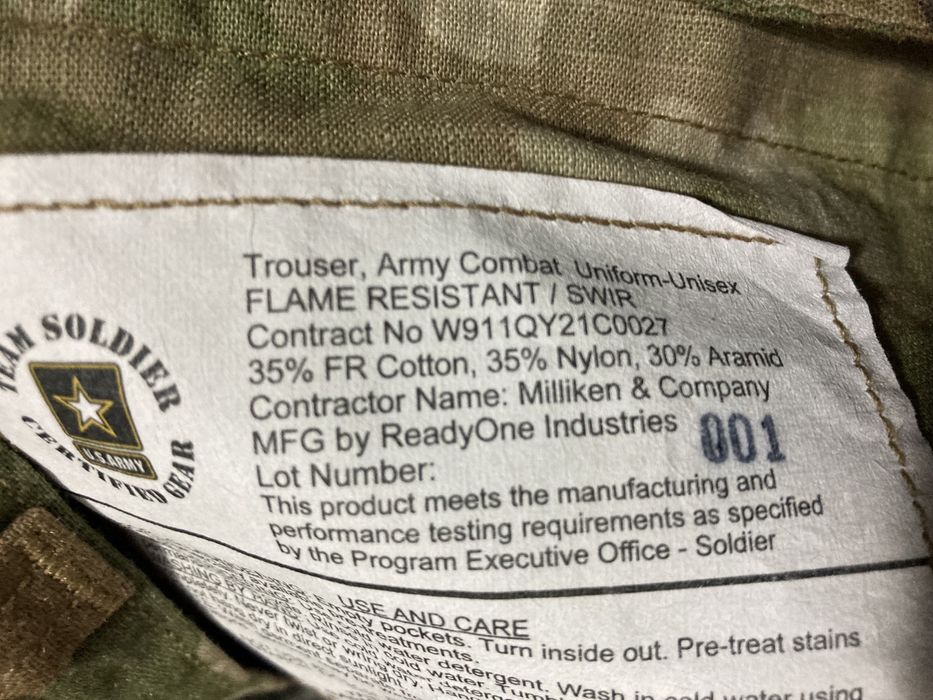 TEAM SOLDIER
CERTIFIED GEAR
U.S ARMY
Trouser, Army Combat Uniform-Unisex
FLAME RESISTANT / SWIR
Contract No W911QY21C0027
35% FR Cotton, 35% Nylon, 30% Aramid
Contractor Name: Milliken & Company
MFG by ReadyOne Industries
001
Lot Number:
This product meets the manufacturing and
performance testing requirements as specified
by the Program Executive Office - Soldier
USE AND CARE
Empty pockets. Turn inside out. Pre-treat stains
water detergent. Wash in cold water using